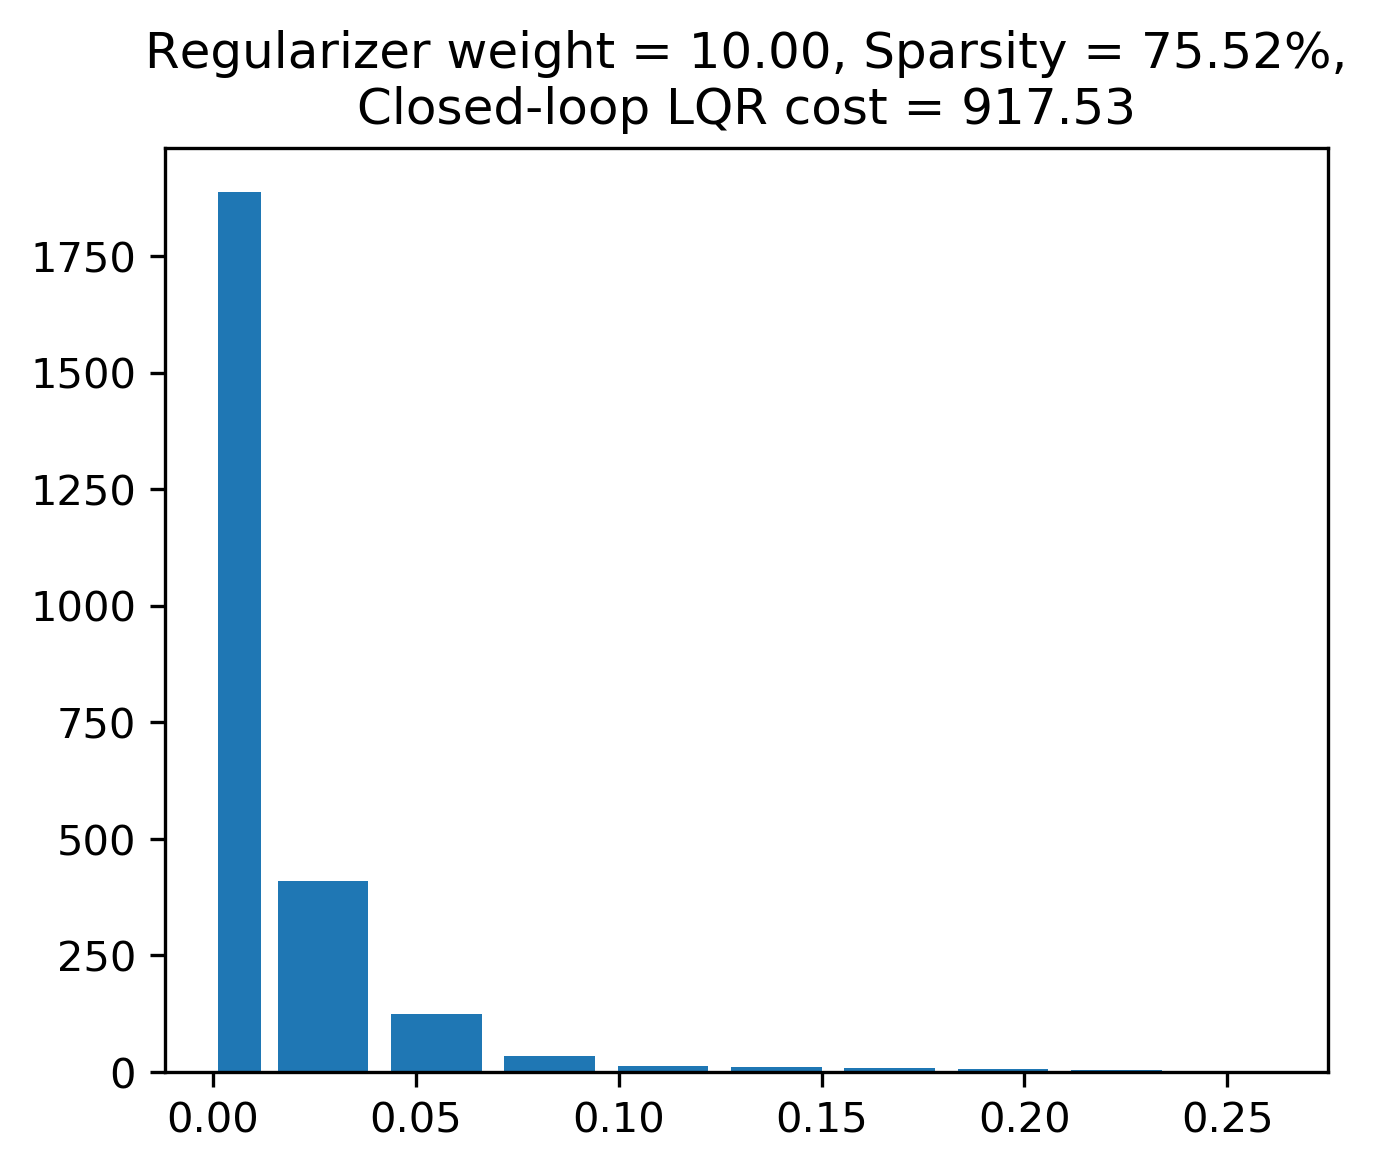 Regularizer weight = 10.00, Sparsity = 75.52%,
Closed-loop LQR cost = 917.53
1750
1500
1250
1000
750
500
250
0
0.00 0.05 0.10 0.15 0.20 0.25